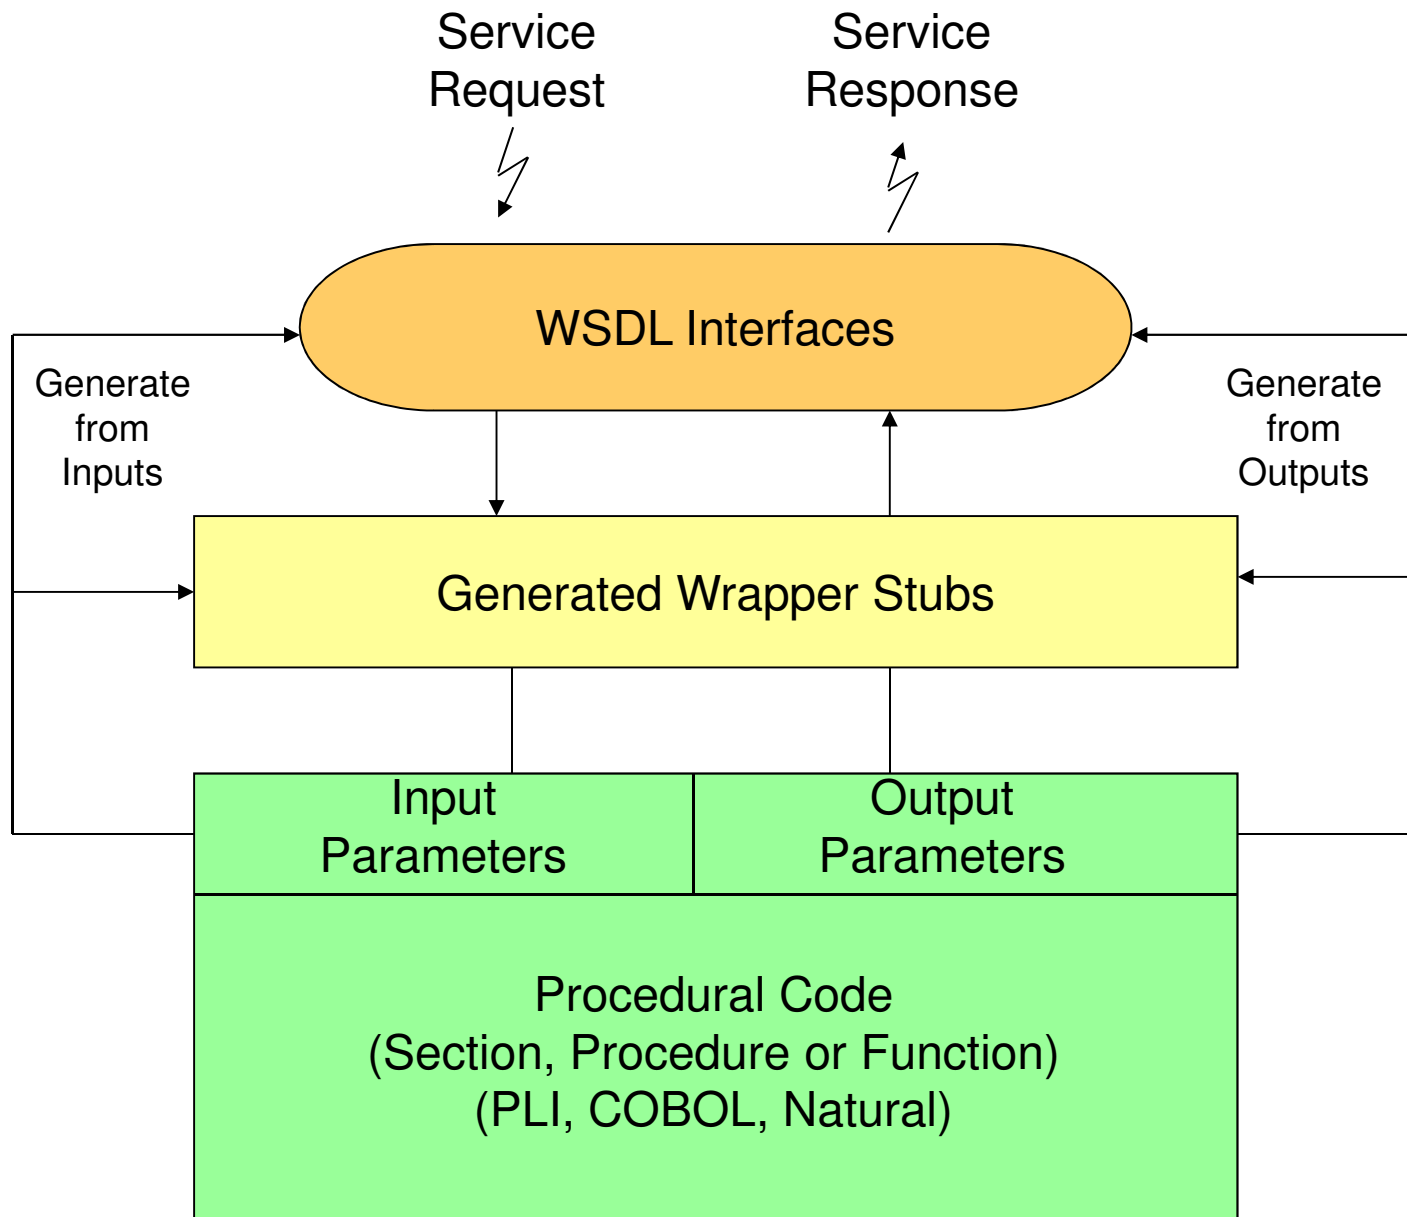 Service
Request
Service
Response
WSDL Interfaces
Generate
from
Inputs
Generate
from
Outputs
Generated Wrapper Stubs
Input
Parameters
Output
Parameters
Procedural Code
(Section, Procedure or Function)
(PLI, COBOL, Natural)